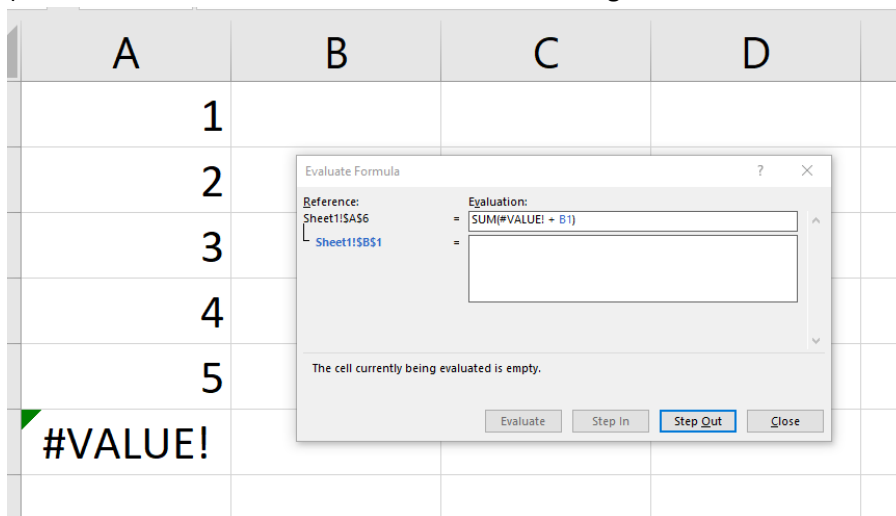 A B C D
1
2
3
4
5
#VALUE!
Evaluate Formula ?
Reference: Evaluation:
Sheet1!$A$6 = SUM(#VALUE! + B1)
Sheet1!$B$1 =
The cell currently being evaluated is empty.
Evaluate Step In Step Out Close